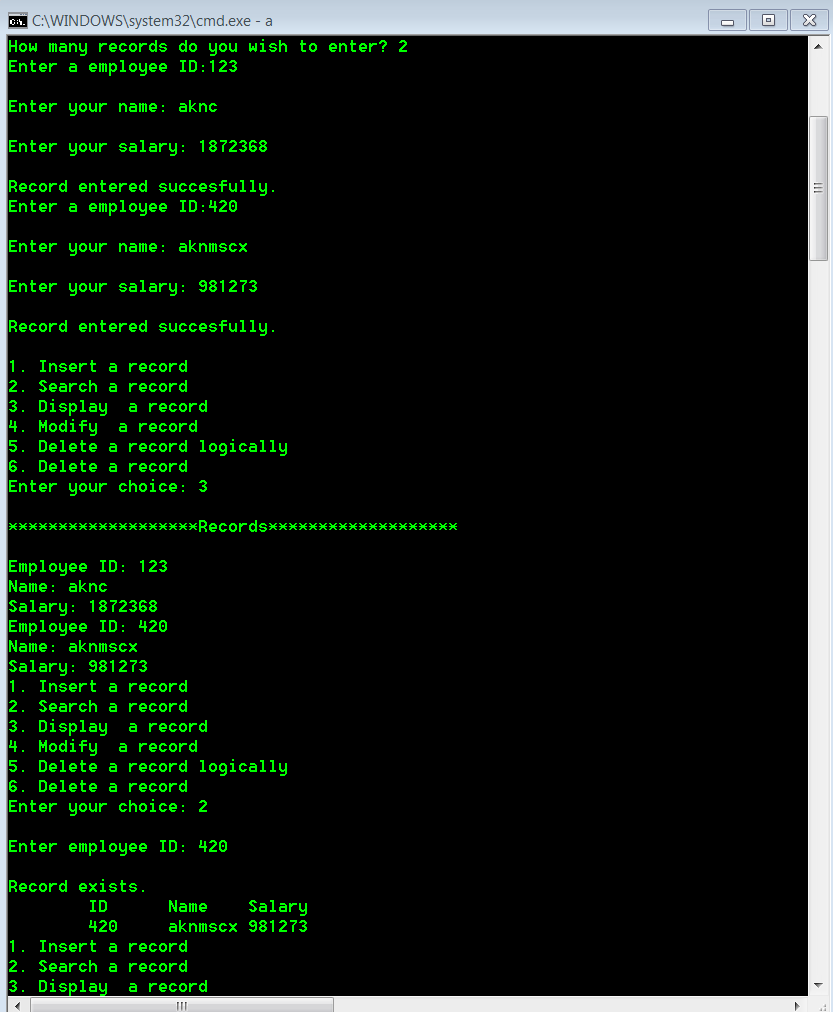 C:\WINDOWS\system32\cmd.exe - a
How many records do you wish to enter? 2
Enter a employee ID:123
Enter your name: aknc
Enter your salary: 1872368
Record entered succesfully.
Enter a employee ID:420
Enter your name: aknmscx
Enter your salary: 981273
Record entered succesfully.
1. Insert a record
2. Search a record
3. Display  a record
4. Modify  a record
5. Delete a record logically
6. Delete a record
Enter your choice: 3
*******************Records*******************
Employee ID: 123
Name: aknc
Salary: 1872368
Employee ID: 420
Name: aknmscx
Salary: 981273
1. Insert a record
2. Search a record
3. Display  a record
4. Modify  a record
5. Delete a record logically
6. Delete a record
Enter your choice: 2
Enter employee ID: 420
Record exists.
ID      Name    Salary
420     aknmscx 981273
1. Insert a record
2. Search a record
3. Display  a record